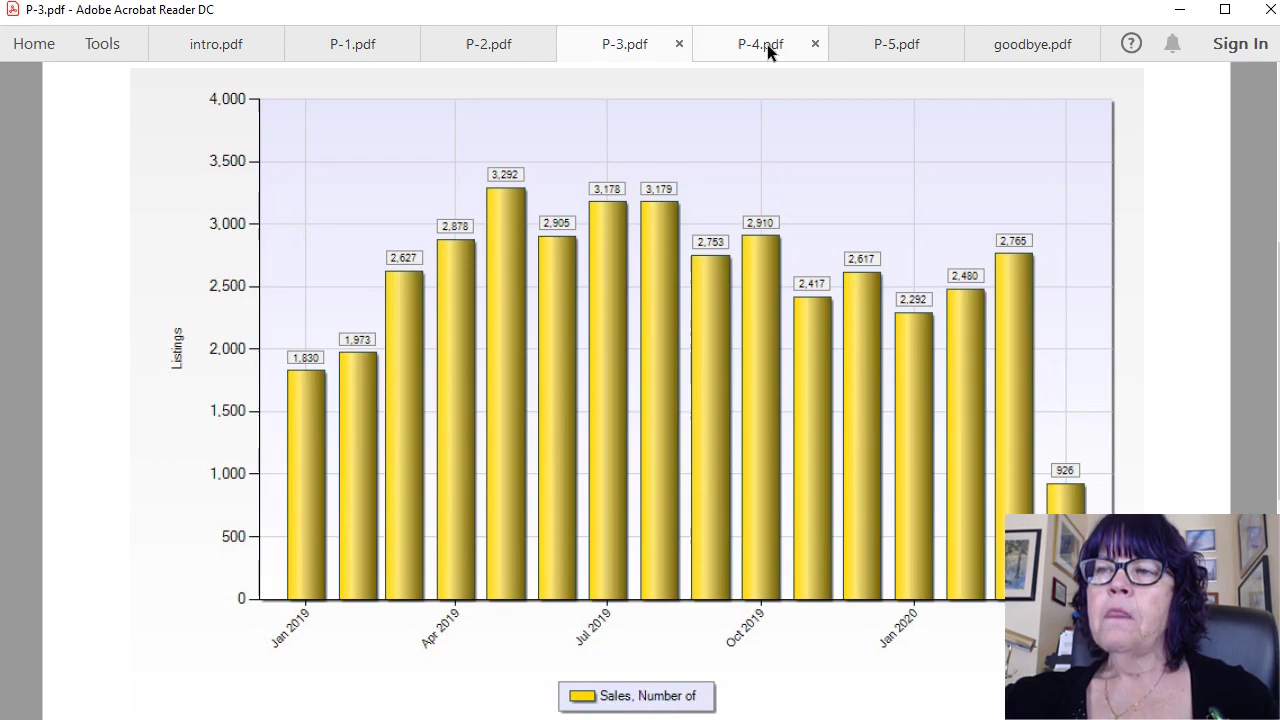 P-3.pdf - Adobe Acrobat Reader DC
Home Tools intro.pdf P-1.pdf P-2.pdf P-3.pdf P-4.pdf P-5.pdf goodbye.pdf Sign In
4,000
3,500
3,000
2,500
2,000
1,500
1,000
500
0
Listings
1,830
1,973
2,627
2,878
3,292
2,905
3,178
3,179
2,753
2,910
2,417
2,617
2,292
2,480
2,765
926
Jan 2019
Apr 2019
Jul 2019
Oct 2019
Jan 2020
Sales, Number of